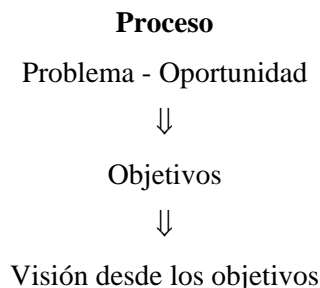 Proceso
Problema - Oportunidad
⇓
Objetivos
⇓
Visión desde los objetivos